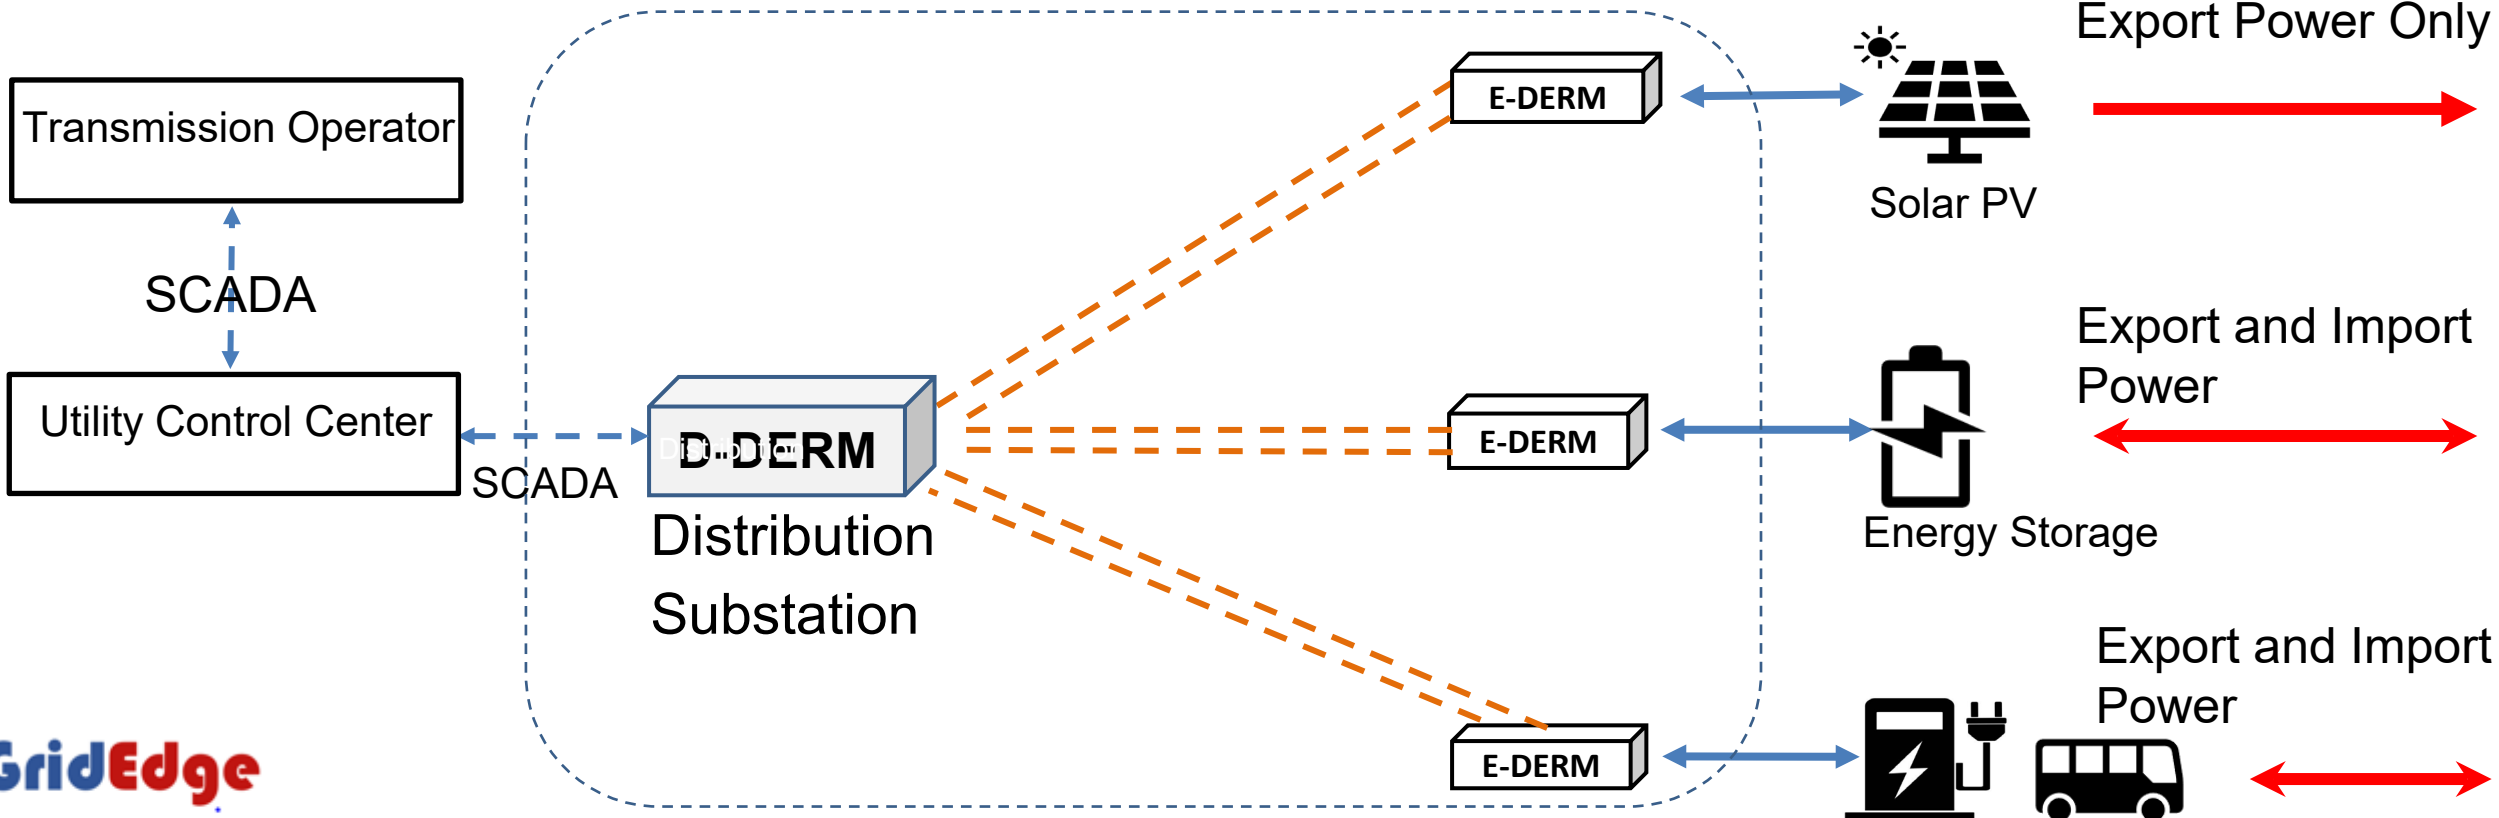 Export Power Only
E-DERM
Transmission Operator
Solar PV
SCADA
Export and Import
Power
Utility Control Center
D-DERM
Distribution
E-DERM
SCADA
Distribution
Substation
Energy Storage
Export and Import
Power
E-DERM
GridEdge